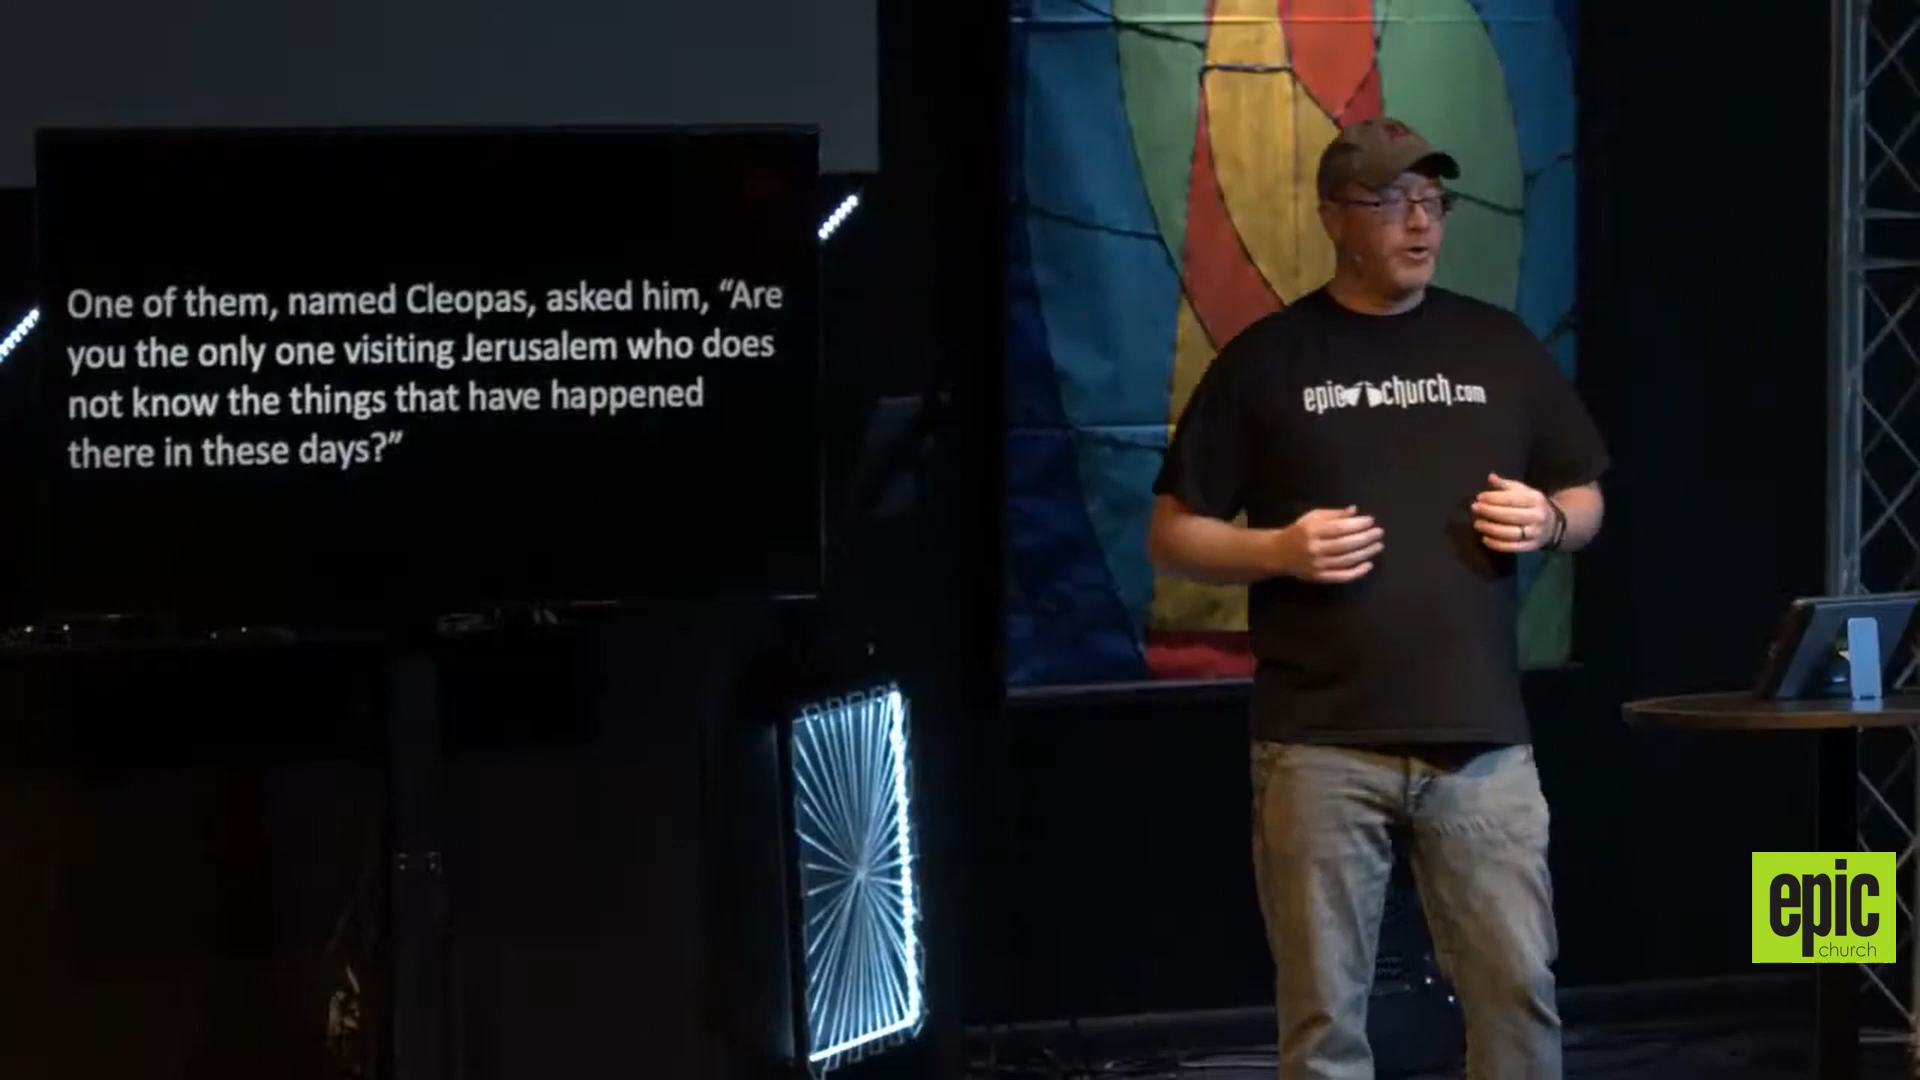 One of them, named Cleopas, asked him, “Are
you the only one visiting Jerusalem who does
not know the things that have happened
there in these days?”
epic church.com
epic
church